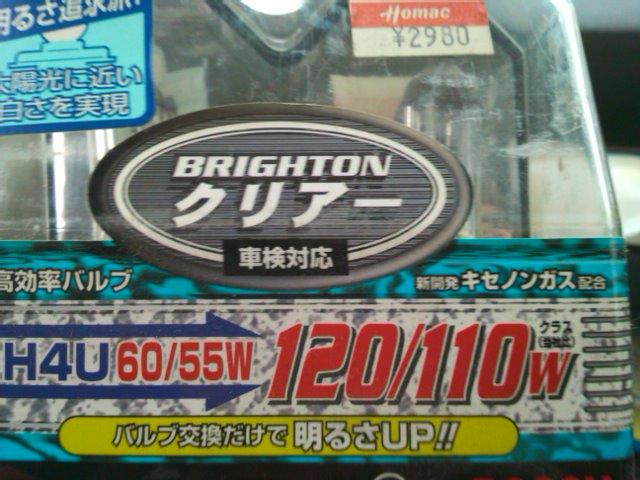 明るさ追求派!
太陽光に近い
白さを実現
Homac
¥2980
BRIGHTON
クリアー
車検対応
高効率バルブ
新開発 キセノンガス配合
H4U 60/55W 120/110W クラス(当社比)
バルブ交換だけで 明るさUP!!